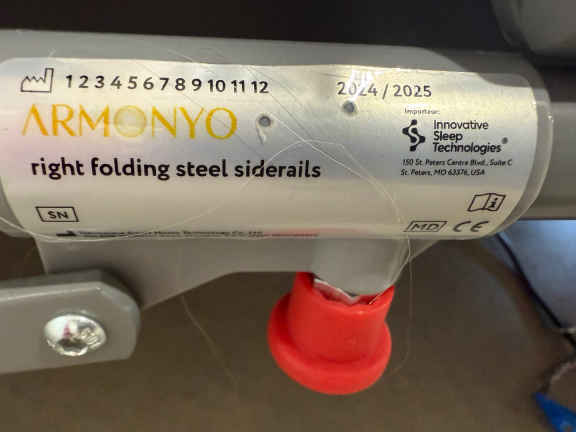 1 2 3 4 5 6 7 8 9 10 11 12
2024 / 2025
ARMONYO
Importeur:
Innovative
Sleep
Technologies®
right folding steel siderails
150 St. Peters Centre Blvd., Suite C
St. Peters, MO 63376, USA
SN
MD CE